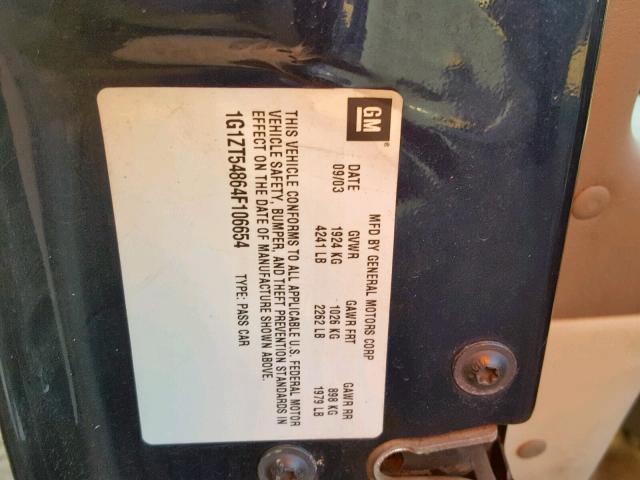 GM
®
MFD BY GENERAL MOTORS CORP
DATE GVWR GAWR FRT GAWR RR
09/03 1924 KG 1026 KG 898 KG
4241 LB 2262 LB 1979 LB
THIS VEHICLE CONFORMS TO ALL APPLICABLE U.S. FEDERAL MOTOR
VEHICLE SAFETY, BUMPER, AND THEFT PREVENTION STANDARDS IN
EFFECT ON THE DATE OF MANUFACTURE SHOWN ABOVE.
1G1ZT54864F106654 TYPE: PASS CAR